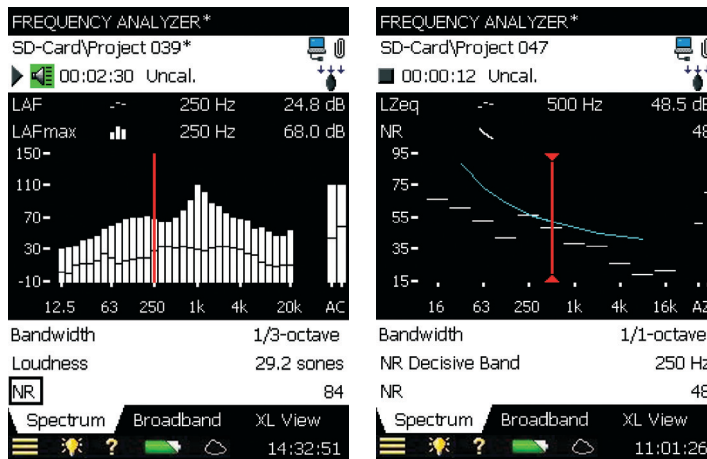 FREQUENCY ANALYZER*
SD-Card\Project 039*
00:02:30 Uncal.
LAF -.-- 250 Hz 24.8 dB
LAFmax 250 Hz 68.0 dB
150-
110-
70-
30-
-10-
12.5 63 250 1k 4k 20k AC
Bandwidth 1/3-octave
Loudness 29.2 sones
NR 84
Spectrum Broadband XL View
? 14:32:51
FREQUENCY ANALYZER*
SD-Card\Project 047
00:00:12 Uncal.
LZeq -.-- 500 Hz 48.5 dB
NR 48
95-
75-
55-
35-
15-
16 63 250 1k 4k 16k AZ
Bandwidth 1/1-octave
NR Decisive Band 250 Hz
NR 48
Spectrum Broadband XL View
? 11:01:26